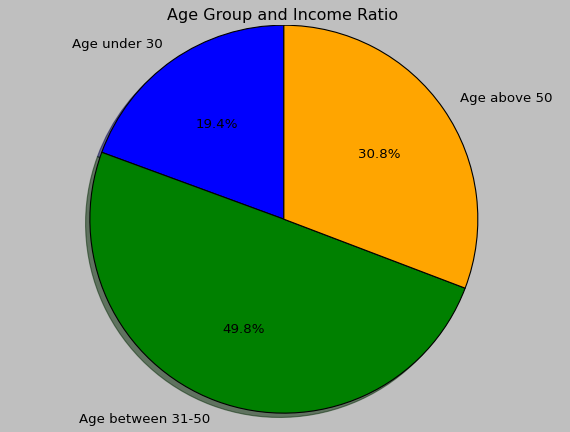 Age Group and Income Ratio
Age under 30
Age above 50
19.4%
30.8%
49.8%
Age between 31-50